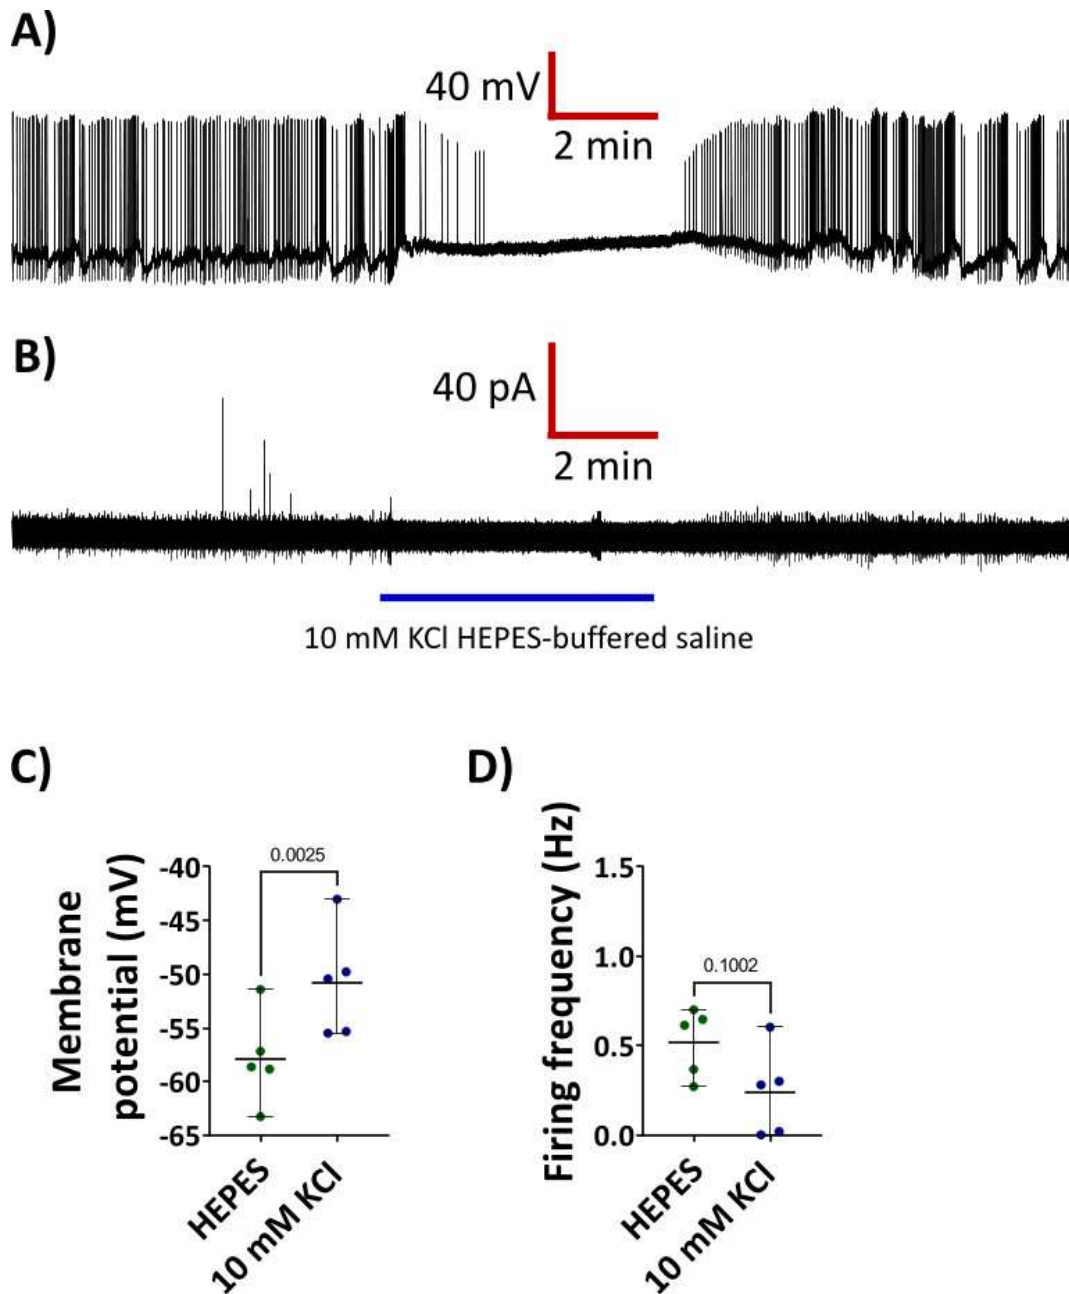 A)
40 mV
2 min
B)
40 pA
2 min
10 mM KCl HEPES-buffered saline
C)
Membrane
potential (mV)
-40
-45
-50
-55
-60
-65
0.0025
HEPES
10 mM KCl
D)
Firing frequency (Hz)
1.5
1.0
0.5
0.0
0.1002
HEPES
10 mM KCl